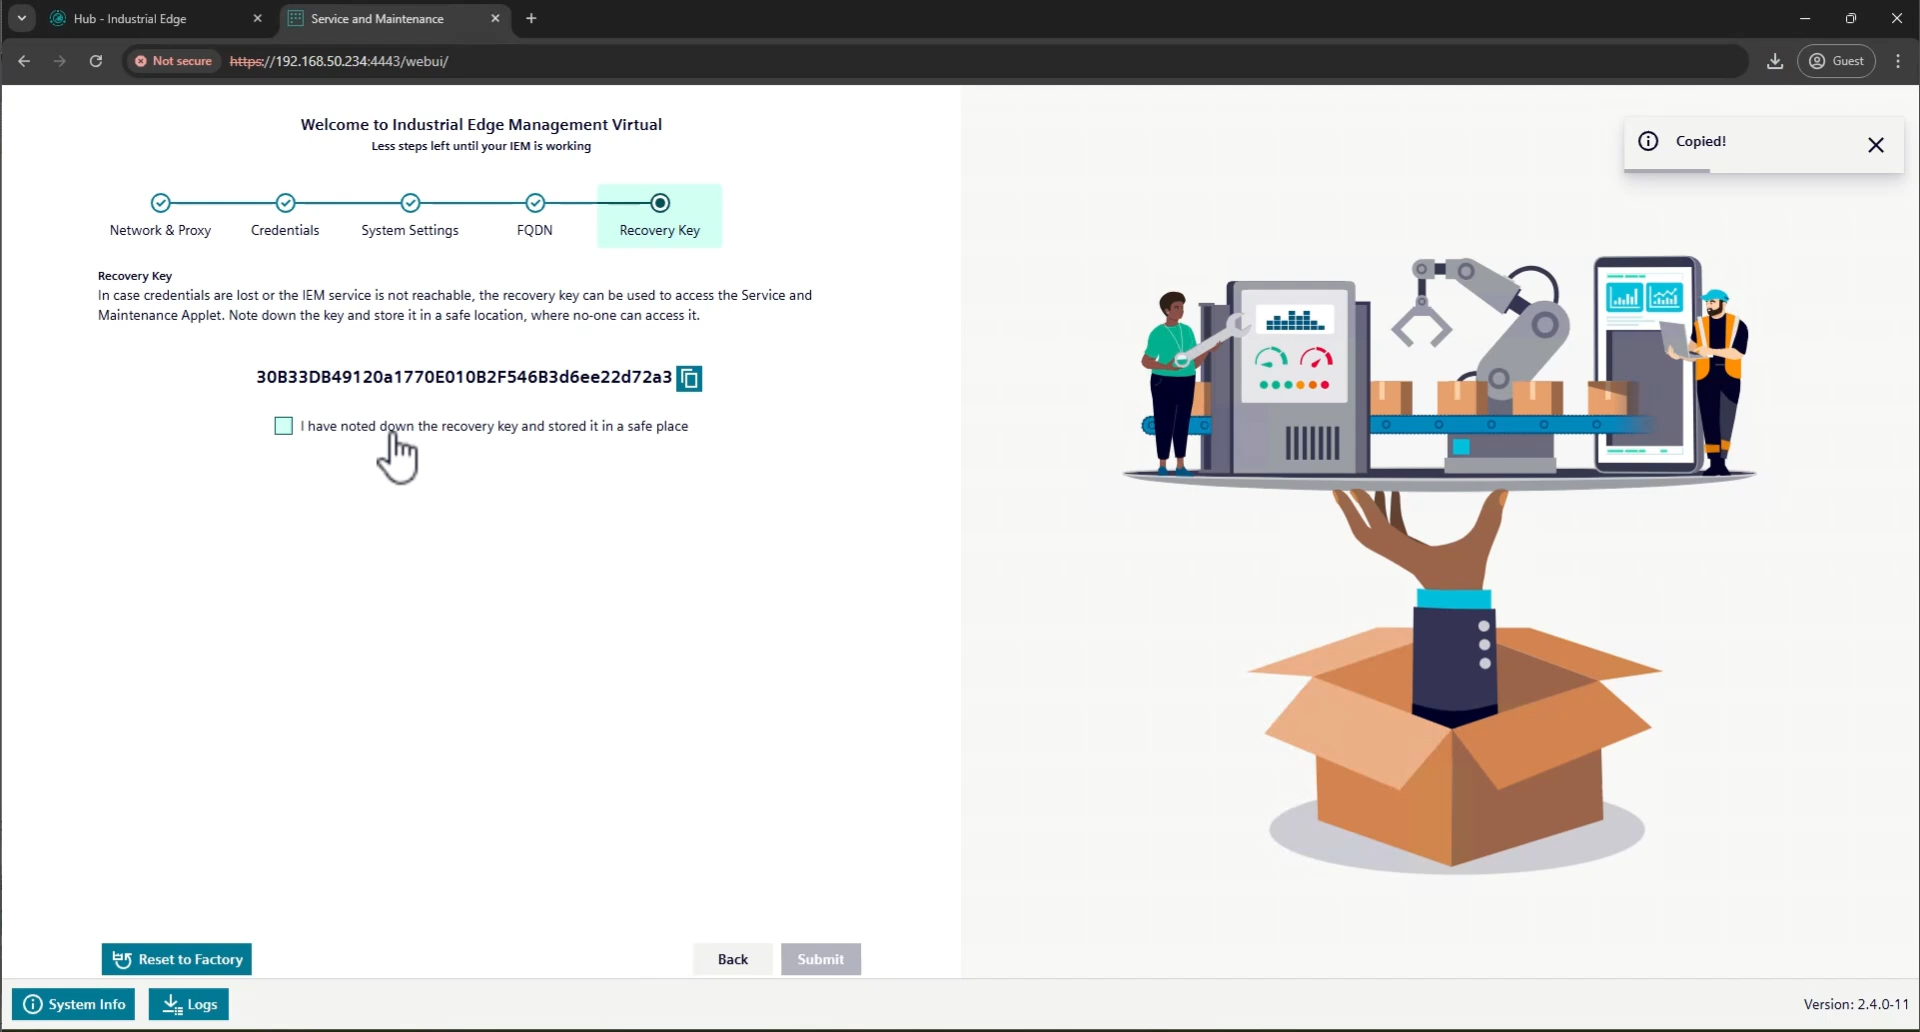 Hub - Industrial Edge
Service and Maintenance
Not secure https://192.168.50.234:4443/webui/
Guest
Welcome to Industrial Edge Management Virtual
Less steps left until your IEM is working
Copied!
Network & Proxy
Credentials
System Settings
FQDN
Recovery Key
Recovery Key
In case credentials are lost or the IEM service is not reachable, the recovery key can be used to access the Service and
Maintenance Applet. Note down the key and store it in a safe location, where no-one can access it.
30B33DB49120a1770E010B2F546B3d6ee22d72a3
I have noted down the recovery key and stored it in a safe place
Reset to Factory
Back
Submit
System Info
Logs
Version: 2.4.0-11